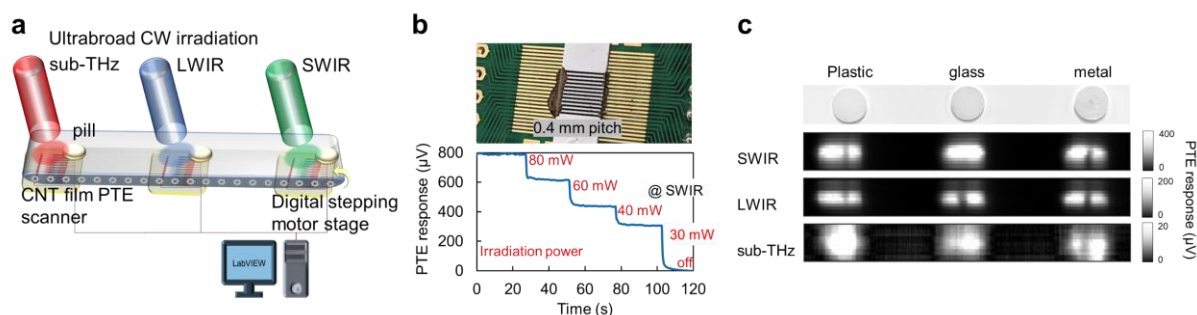 a
Ultrabroad CW irradiation
sub-THz
LWIR
SWIR
pill
CNT film PTE
scanner
Digital stepping
motor stage
LabVIEW
b
0.4 mm pitch
PTE response (µV)
800
600
400
200
0
80 mW
60 mW
@ SWIR
40 mW
30 mW
Irradiation power
off
0 20 40 60 80 100 120
Time (s)
c
Plastic glass metal
SWIR
LWIR
sub-THz
400
0
200
0
20
0
PTE response
(µV)